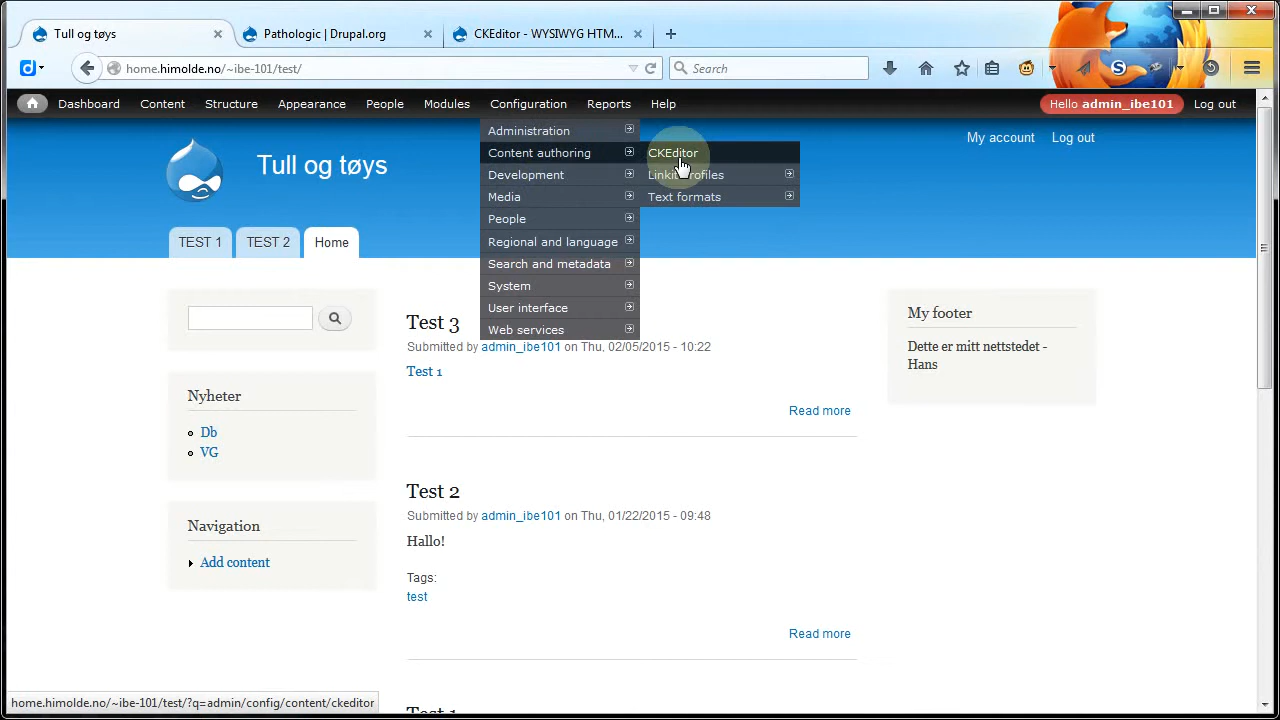 Tull og tøys
Pathologic | Drupal.org
CKEditor - WYSIWYG HTM...
home.himolde.no/~ibe-101/test/
Search
Dashboard Content Structure Appearance People Modules Configuration Reports Help
Hello admin_ibe101 Log out
Administration
Content authoring
Development
Media
People
Regional and language
Search and metadata
System
User interface
Web services
CKEditor
Linkit profiles
Text formats
My account Log out
Tull og tøys
TEST 1 TEST 2 Home
Nyheter
Db
VG
Navigation
Add content
Test 3
Submitted by admin_ibe101 on Thu, 02/05/2015 - 10:22
Test 1
Read more
Test 2
Submitted by admin_ibe101 on Thu, 01/22/2015 - 09:48
Hallo!
Tags:
test
Read more
Test 1
My footer
Dette er mitt nettstedet -
Hans
home.himolde.no/~ibe-101/test/?q=admin/config/content/ckeditor